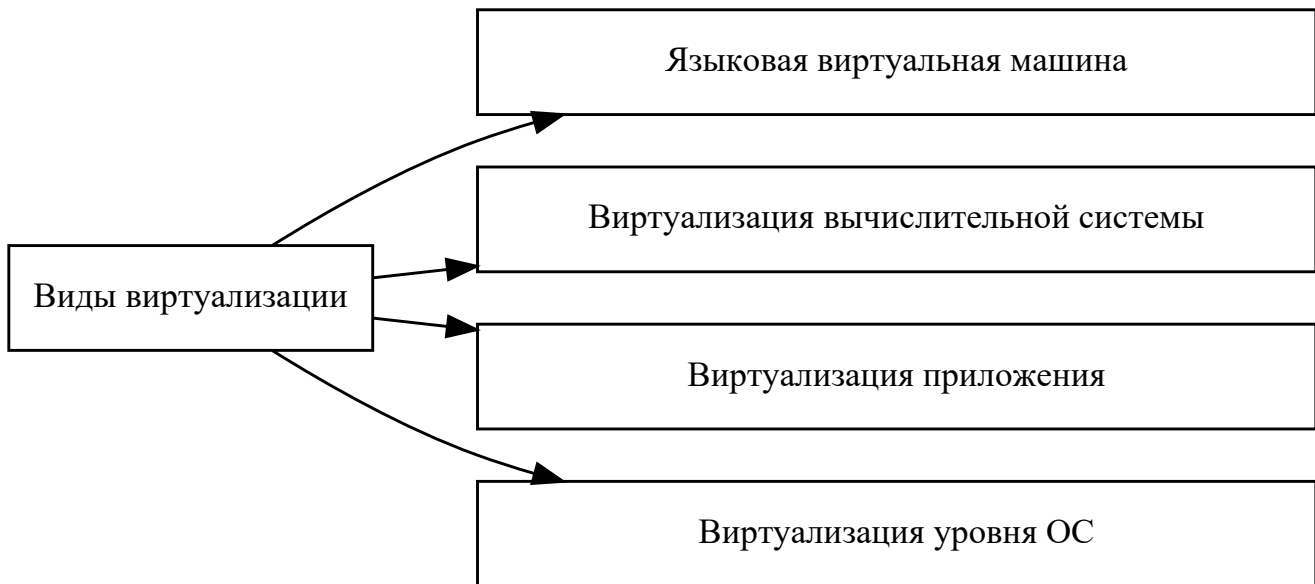 Языковая виртуальная машина
Виртуализация вычислительной системы
Виды виртуализации
Виртуализация приложения
Виртуализация уровня ОС